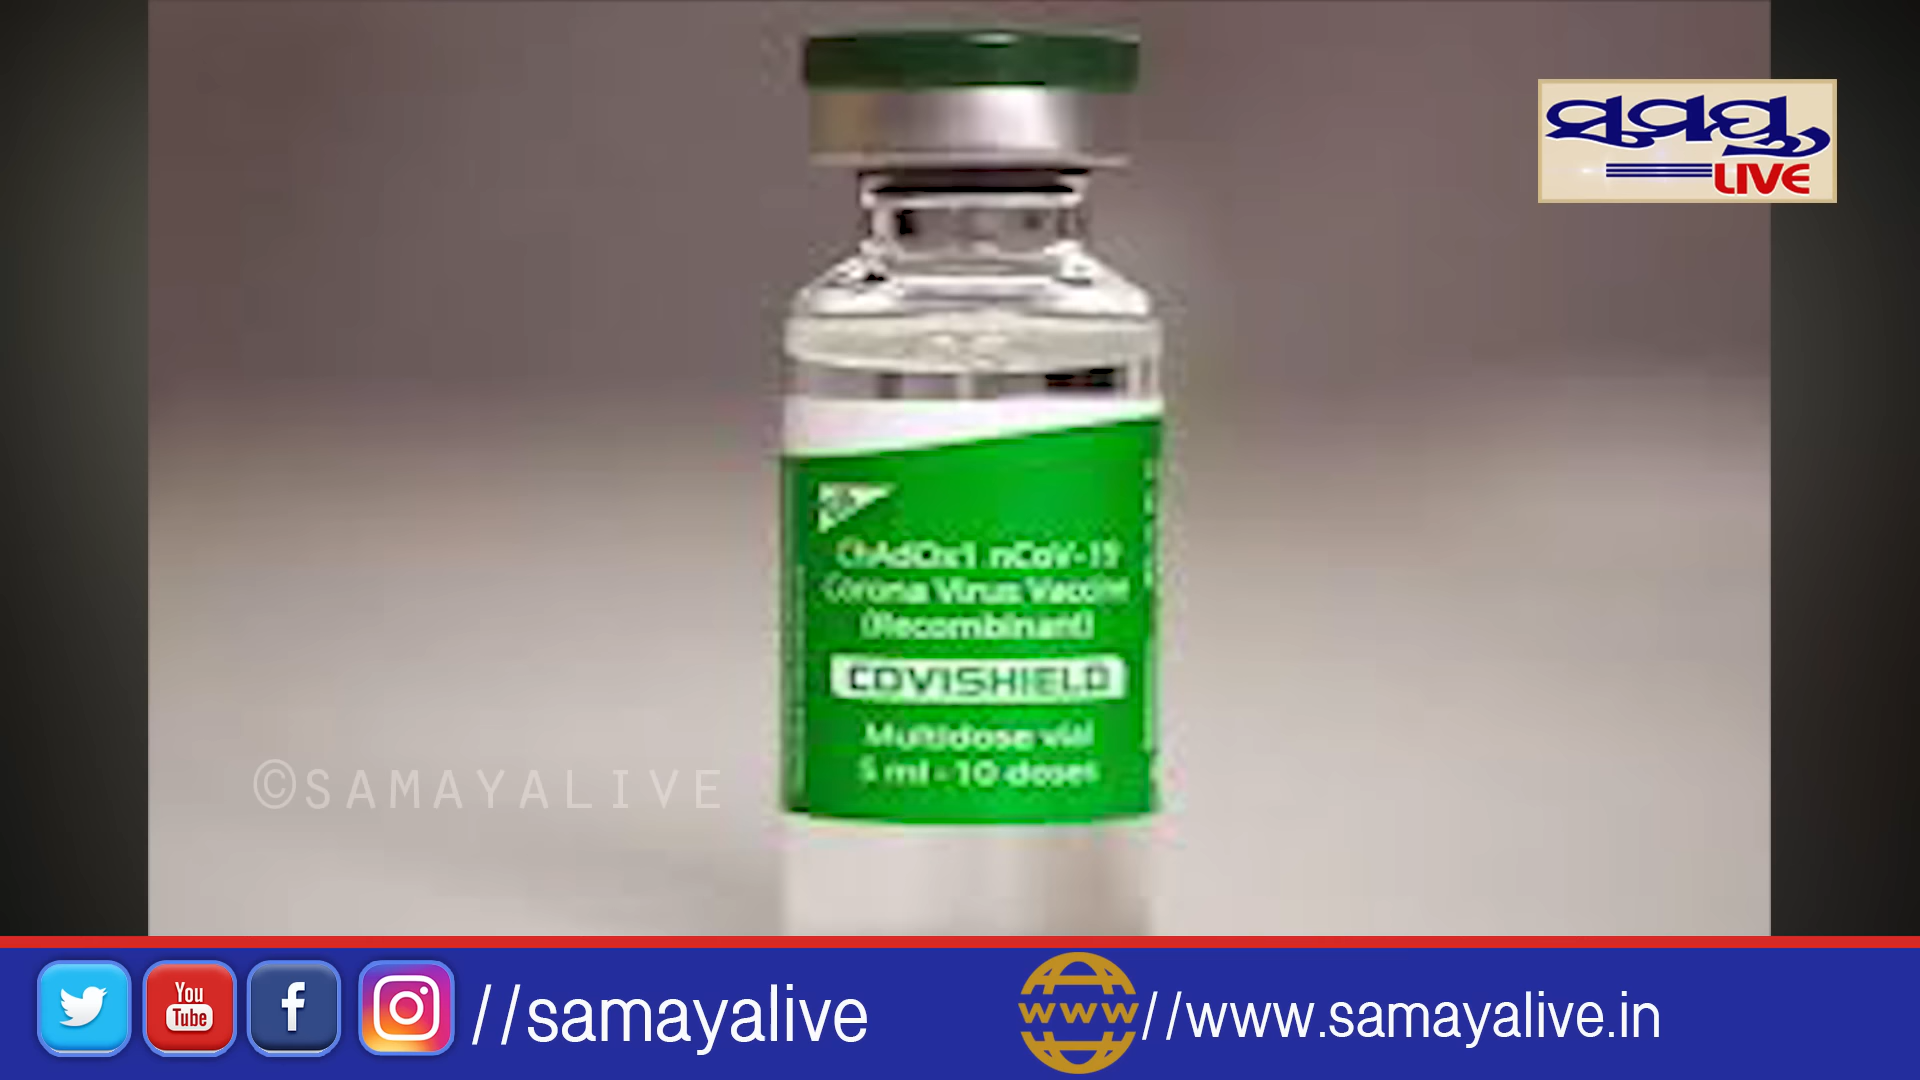 ସମୟ
LIVE
ChAdOx1 nCoV-19
Corona Virus Vaccine
(Recombinant)
COVISHIELD
Multidose vial
5 ml - 10 doses
©SAMAYALIVE
You
Tube
f
//samayalive
www
//www.samayalive.in